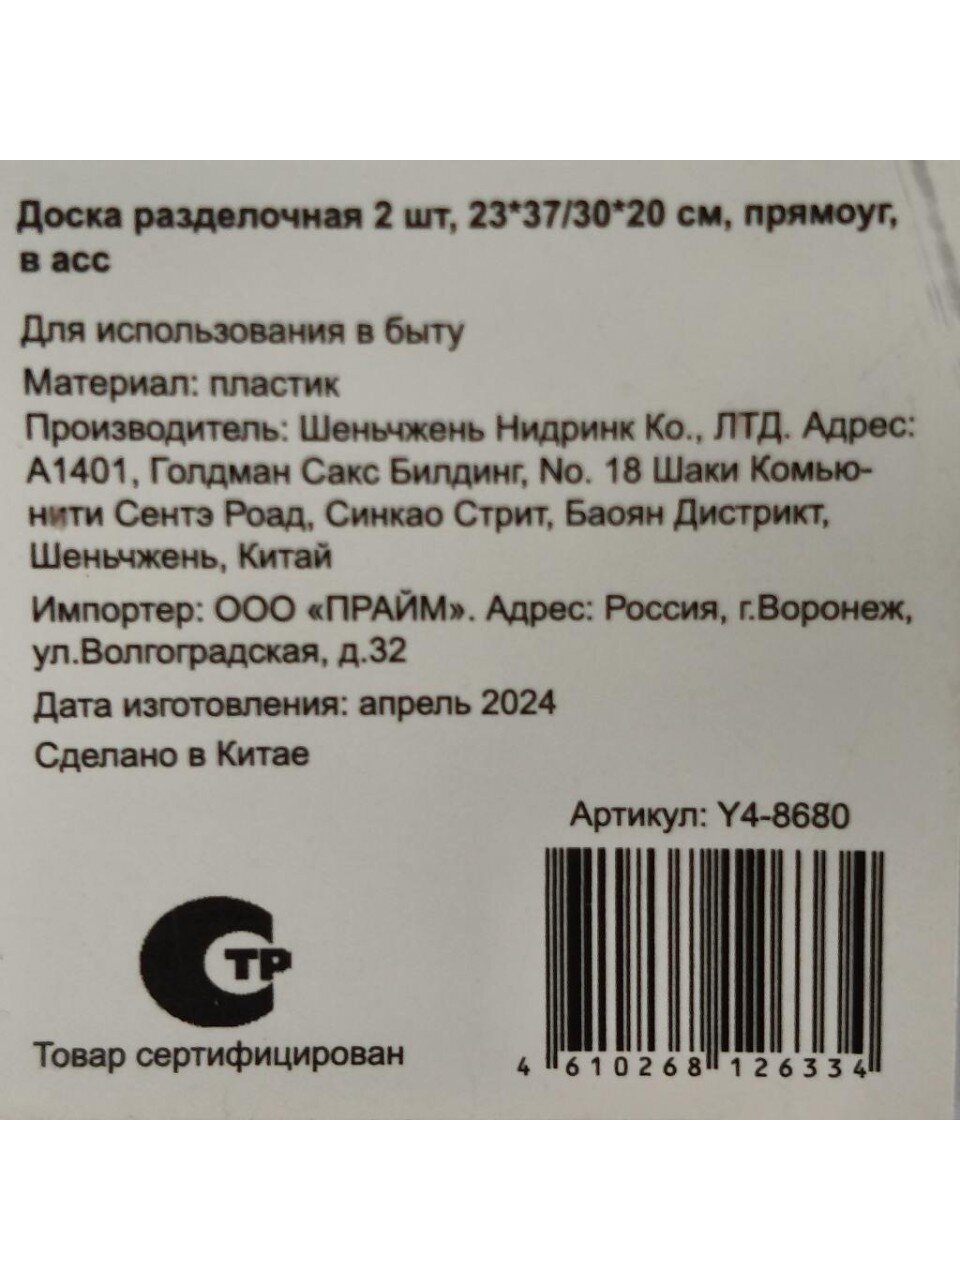 Доска разделочная 2 шт, 23*37/30*20 см, прямоуг,
в асс
Для использования в быту
Материал: пластик
Производитель: Шеньчжень Нидринк Ко., ЛТД. Адрес:
А1401, Голдман Сакс Билдинг, No. 18 Шаки Комью-
нити Сентэ Роад, Синкао Стрит, Баоян Дистрикт,
Шеньчжень, Китай
Импортер: ООО «ПРАЙМ». Адрес: Россия, г.Воронеж,
ул.Волгоградская, д.32
Дата изготовления: апрель 2024
Сделано в Китае
Артикул: Y4-8680
СТР
Товар сертифицирован
4 610268 126334